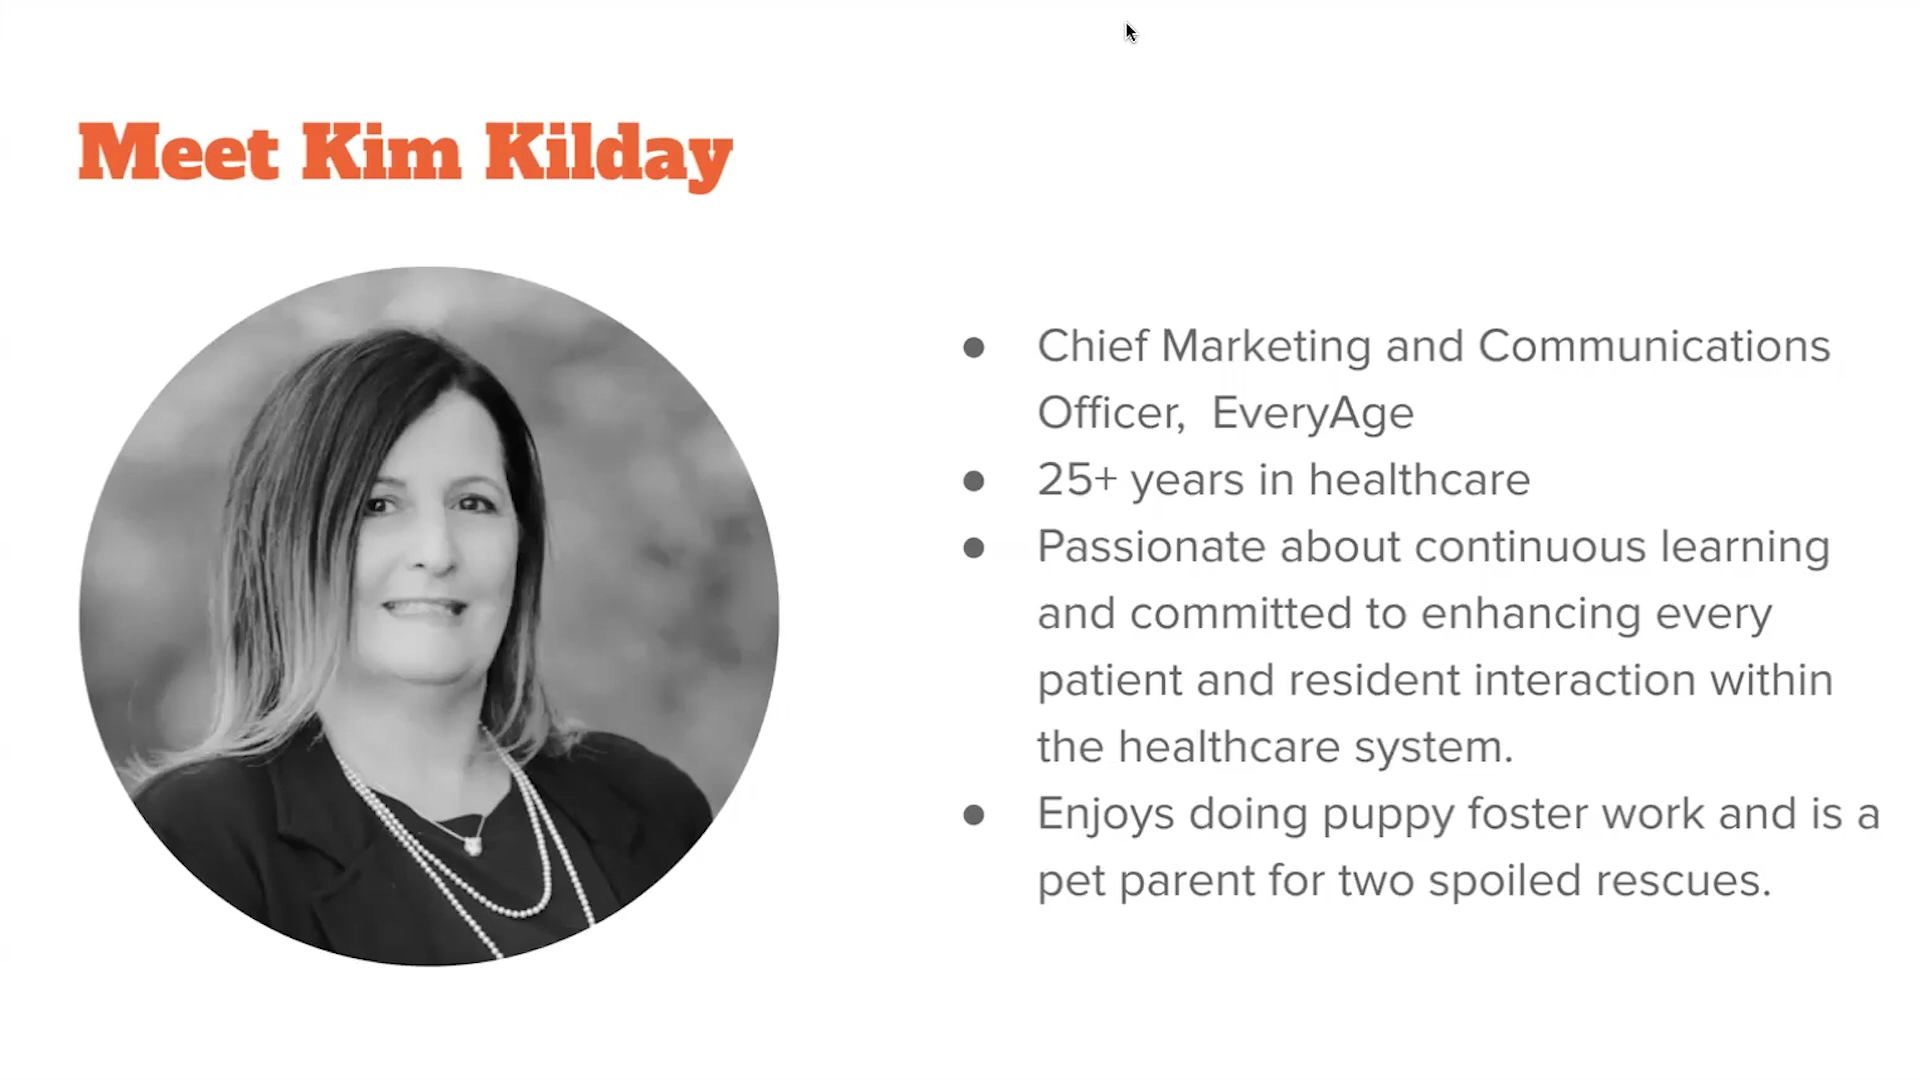 Meet Kim Kilday
● Chief Marketing and Communications
Officer,  EveryAge
● 25+ years in healthcare
● Passionate about continuous learning
and committed to enhancing every
patient and resident interaction within
the healthcare system.
● Enjoys doing puppy foster work and is a
pet parent for two spoiled rescues.